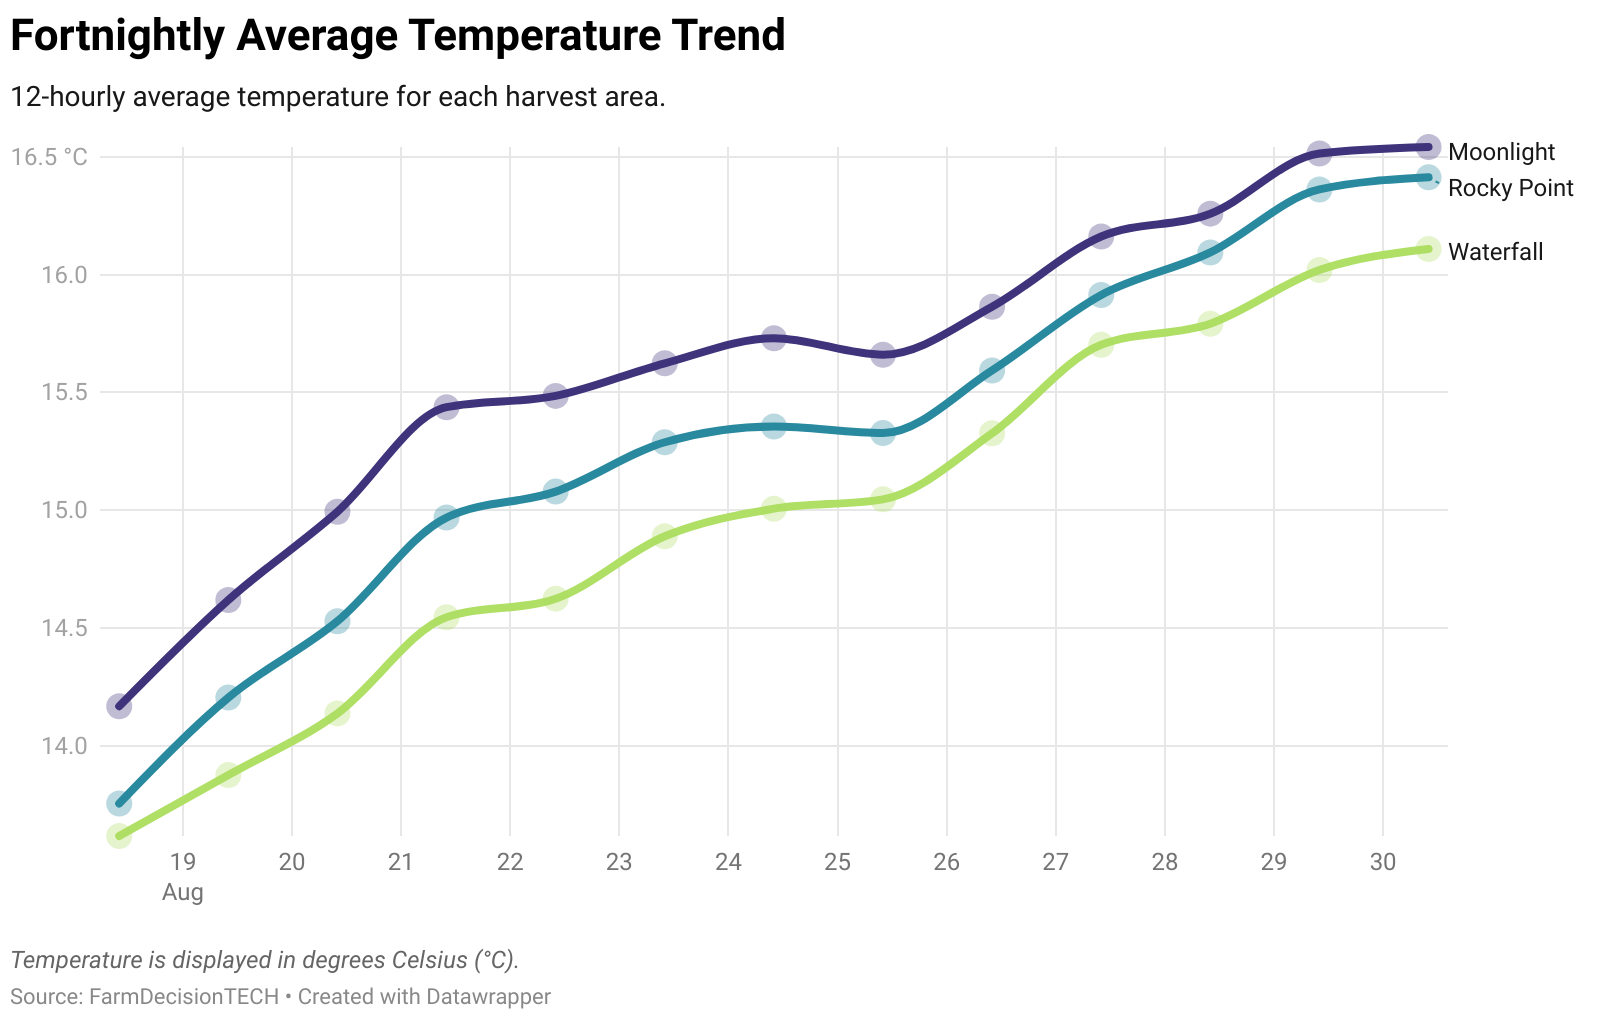 Fortnightly Average Temperature Trend
12-hourly average temperature for each harvest area.
16.5 °C
16.0
15.5
15.0
14.5
14.0
Moonlight
Rocky Point
Waterfall
19 20 21 22 23 24 25 26 27 28 29 30
Aug
Temperature is displayed in degrees Celsius (°C).
Source: FarmDecisionTECH • Created with Datawrapper